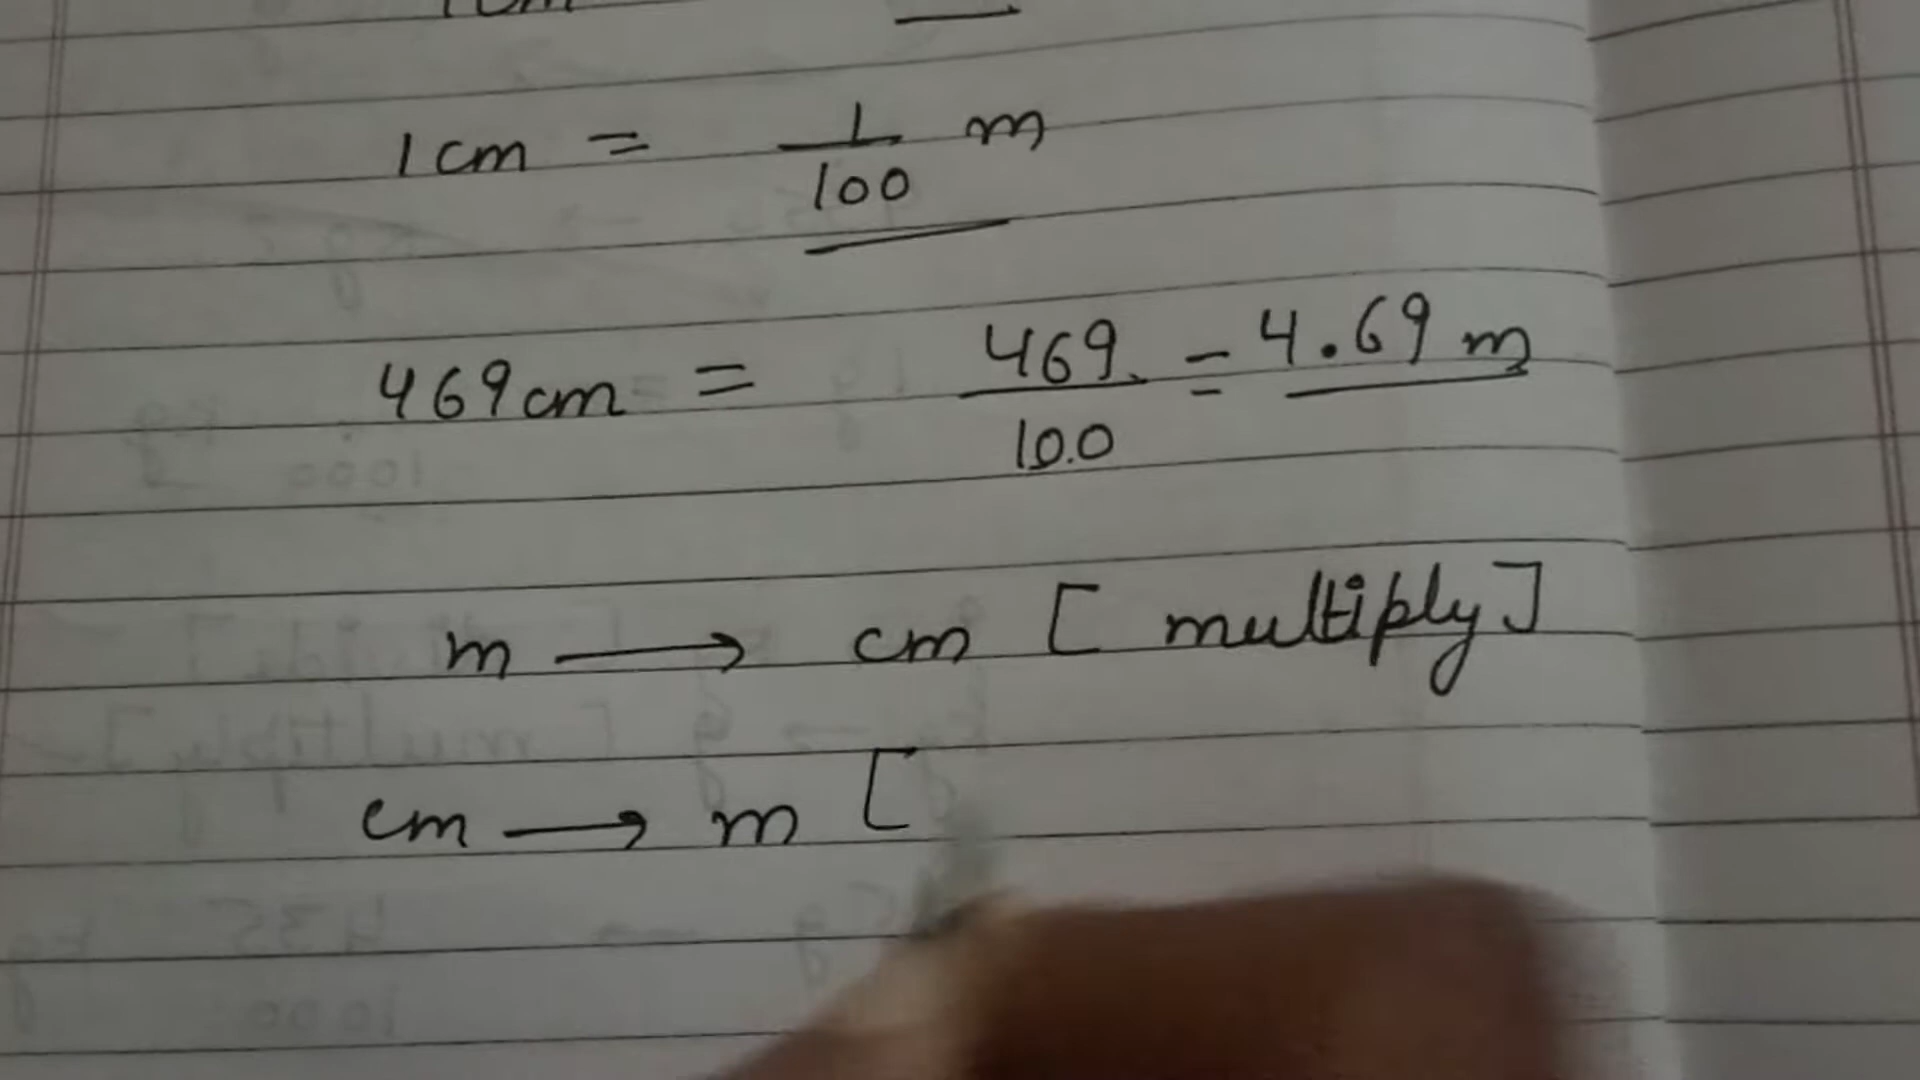 1 cm = 1/100 m
469 cm = 469/100 = 4.69 m
m → cm [ multiply ]
cm → m [